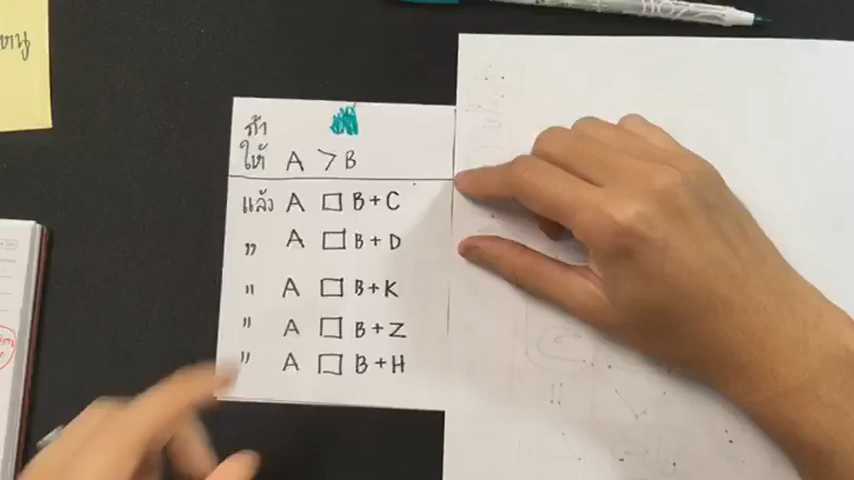 ถ้า
ให้ A > B
แล้ว A □ B+C
" A □ B+D
" A □ B+K
" A □ B+Z
" A □ B+H